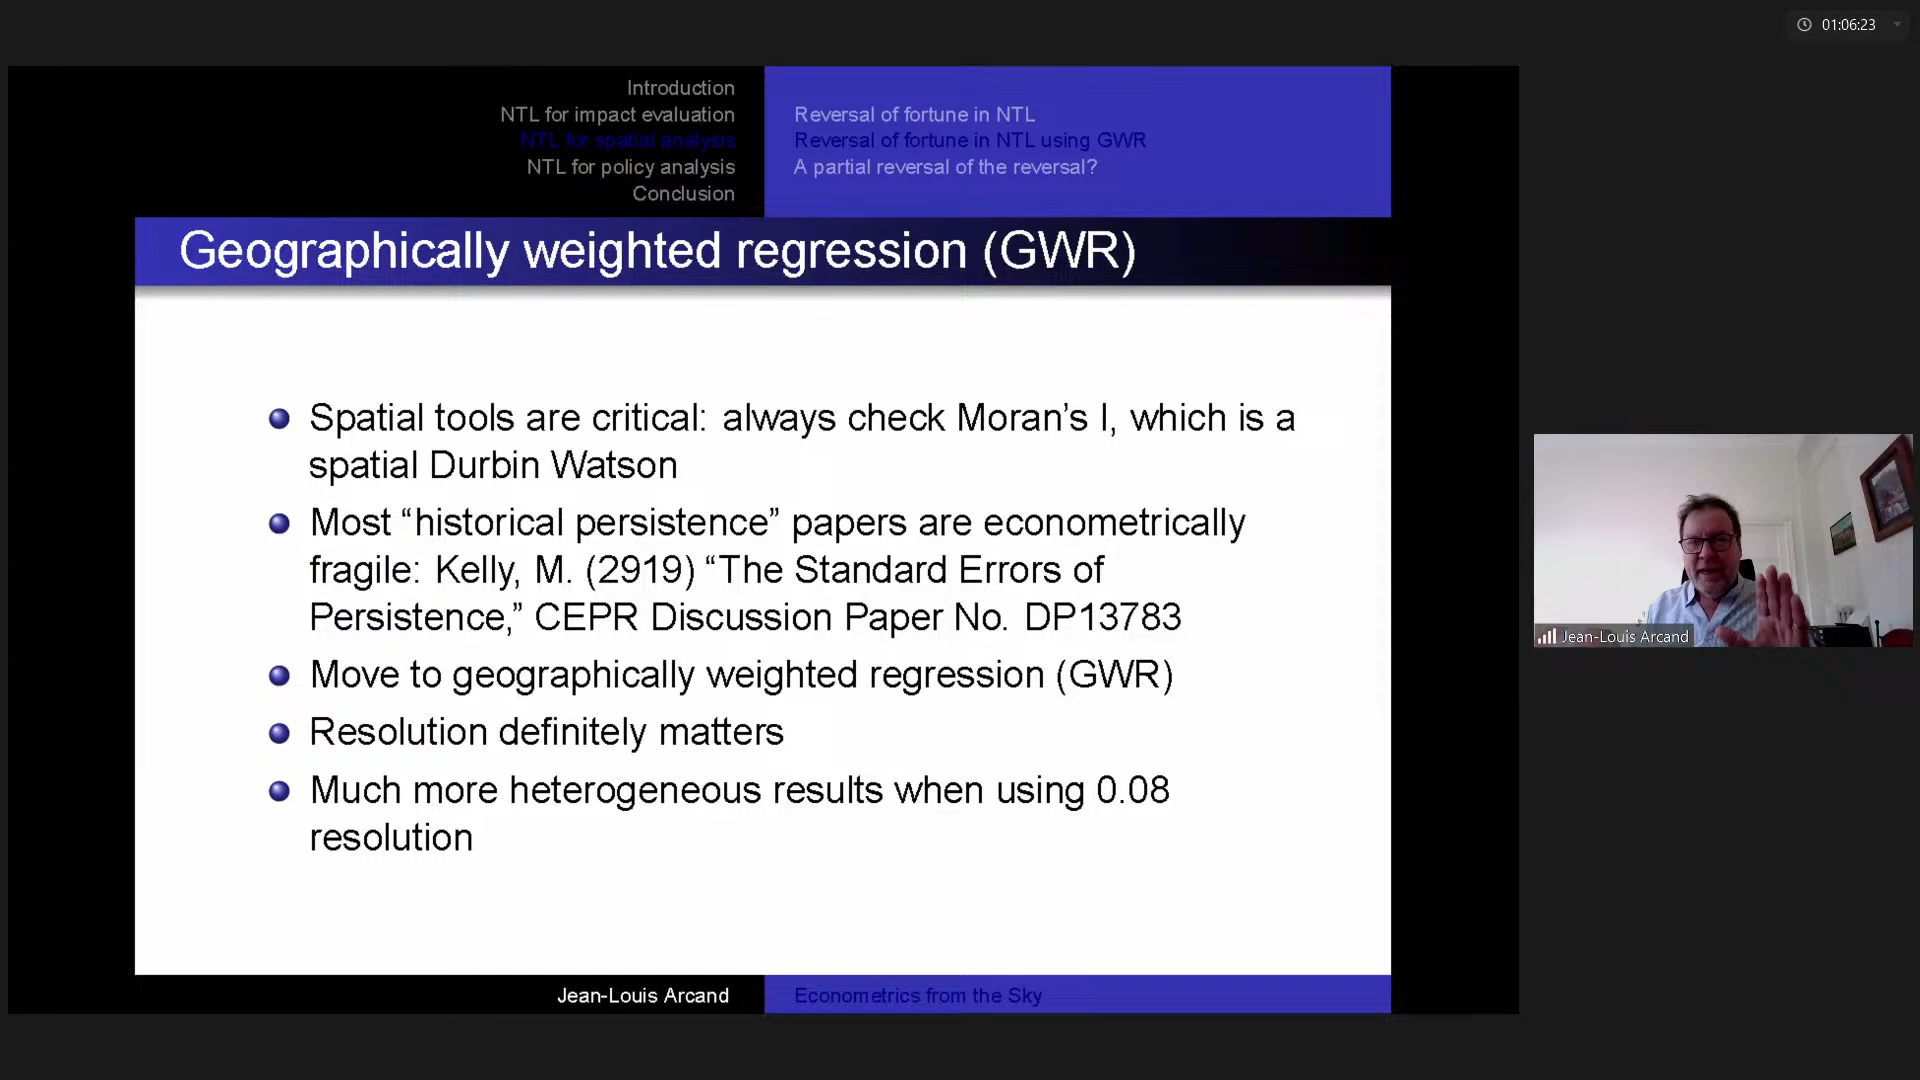 01:06:23
Introduction
NTL for impact evaluation
NTL for spatial analysis
NTL for policy analysis
Conclusion
Reversal of fortune in NTL
Reversal of fortune in NTL using GWR
A partial reversal of the reversal?
Geographically weighted regression (GWR)
Spatial tools are critical: always check Moran’s I, which is a
spatial Durbin Watson
Most “historical persistence” papers are econometrically
fragile: Kelly, M. (2919) “The Standard Errors of
Persistence,” CEPR Discussion Paper No. DP13783
Move to geographically weighted regression (GWR)
Resolution definitely matters
Much more heterogeneous results when using 0.08
resolution
Jean-Louis Arcand
Econometrics from the Sky
Jean-Louis Arcand